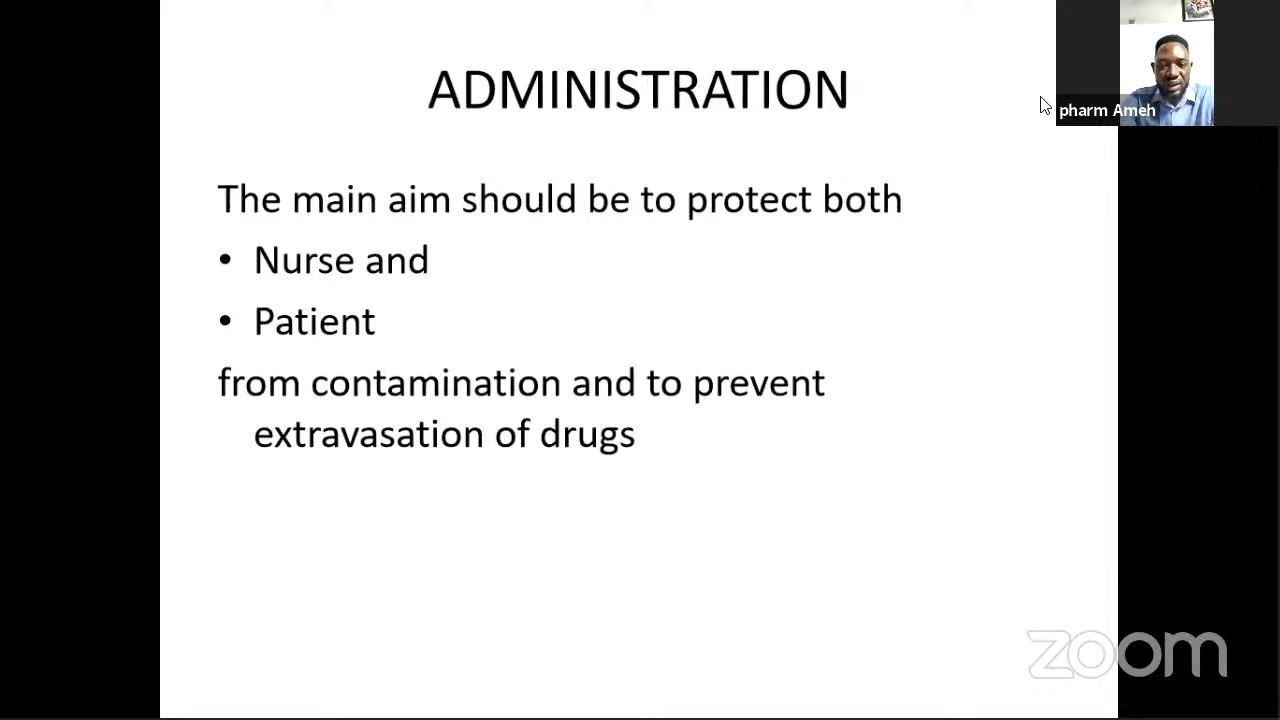 ADMINISTRATION
pharm Ameh
The main aim should be to protect both
• Nurse and
• Patient
from contamination and to prevent
extravasation of drugs
zoom